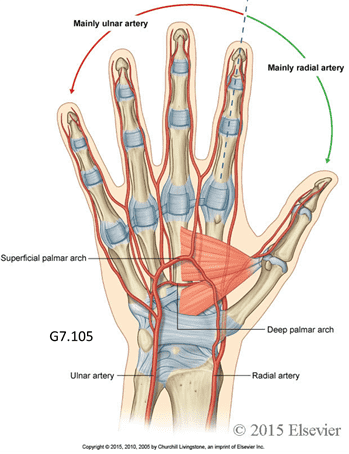 Mainly ulnar artery
Mainly radial artery
Superficial palmar arch
Deep palmar arch
G7.105
Ulnar artery
Radial artery
© 2015 Elsevier
Copyright © 2015, 2010, 2005 by Churchill Livingstone, an imprint of Elsevier Inc.